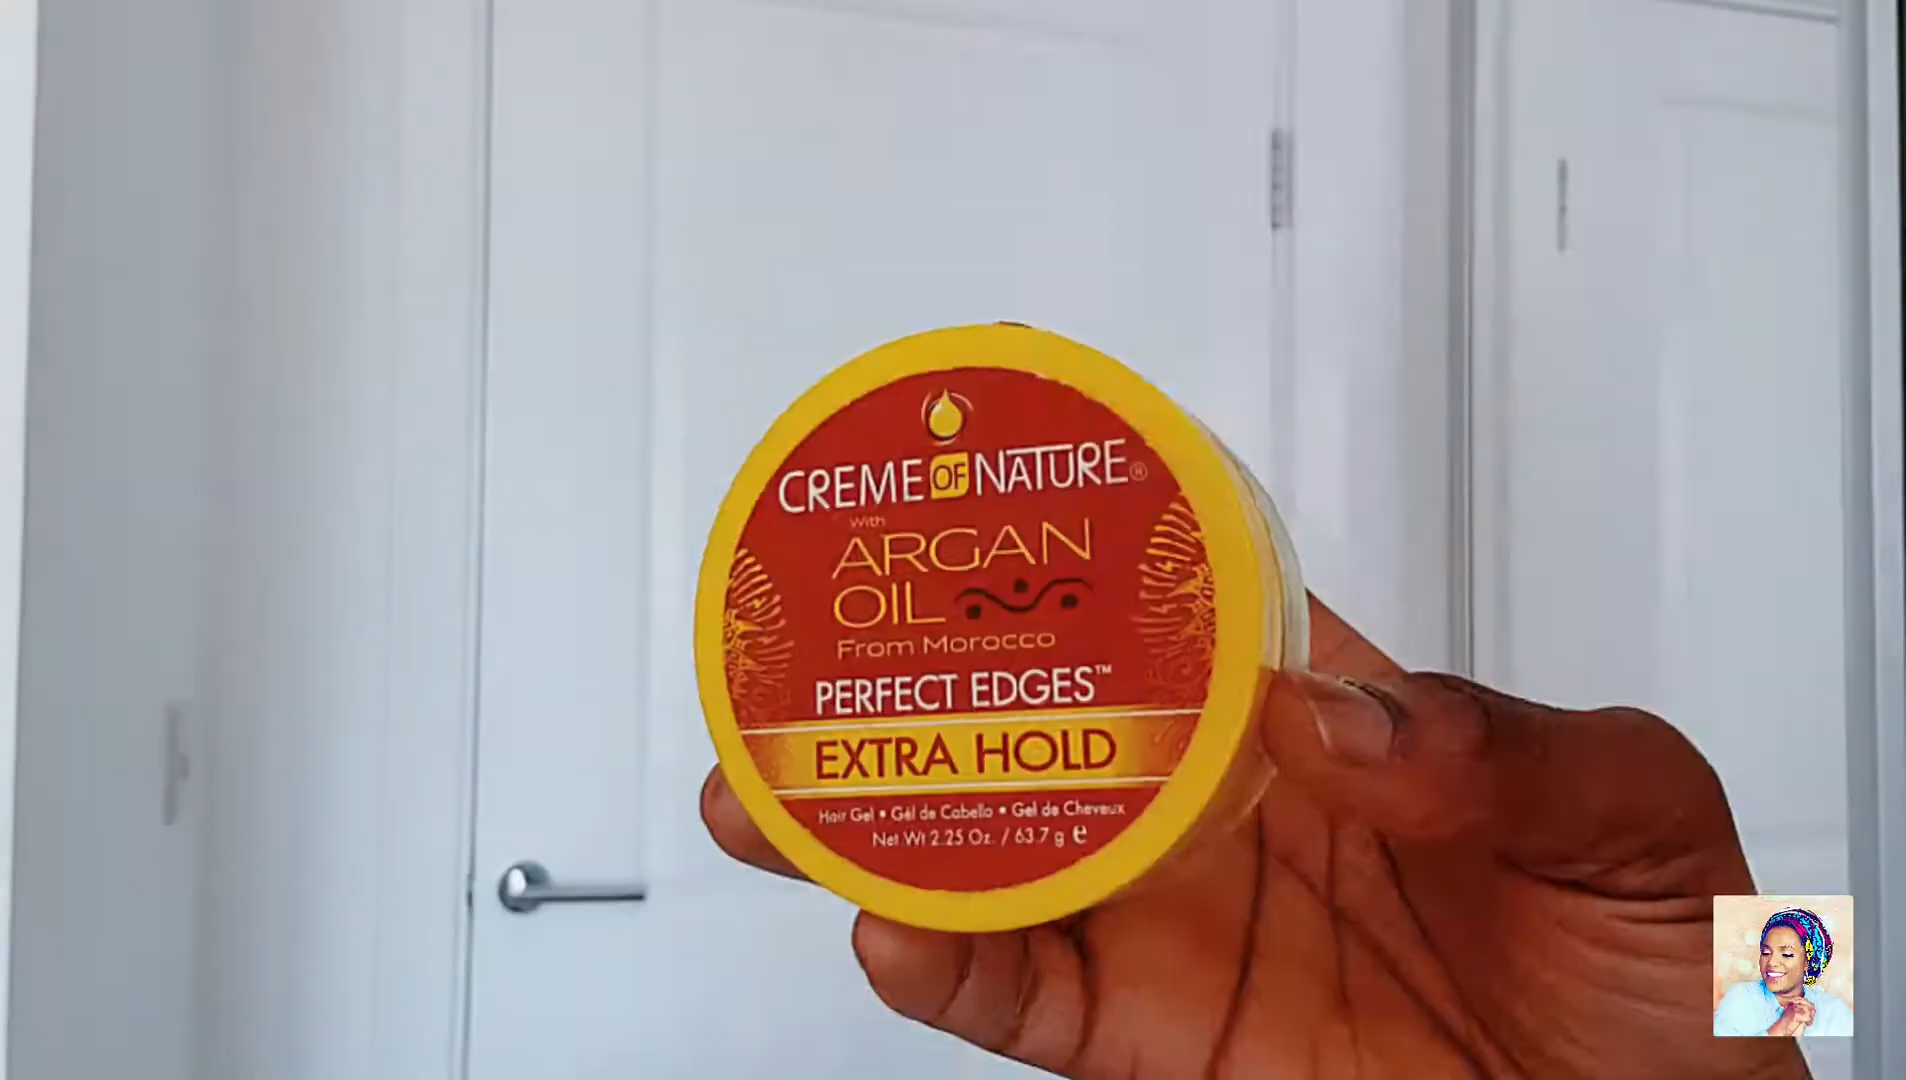 CREME OF NATURE®
With
ARGAN
OIL
From Morocco
PERFECT EDGES™
EXTRA HOLD
Hair Gel • Gél de Cabello • Gel de Cheveux
Net Wt 2.25 Oz. / 63.7 g e